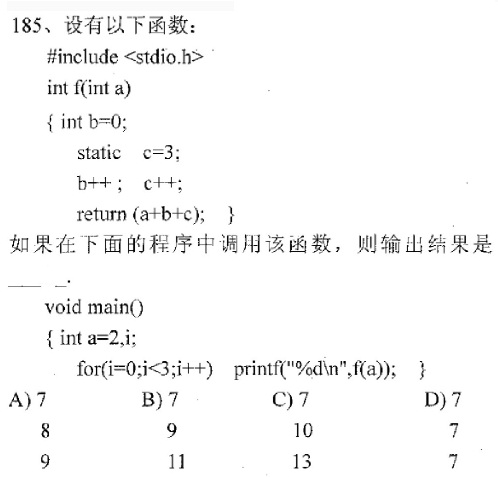 185、设有以下函数：
#include <stdio.h>
int f(int a)
{ int b=0;
static c=3;
b++ ; c++;
return (a+b+c); }
如果在下面的程序中调用该函数，则输出结果是
___ _.
void main()
{ int a=2,i;
for(i=0;i<3;i++) printf("%d\n",f(a)); }
A) 7 B) 7 C) 7 D) 7
8 9 10 7
9 11 13 7